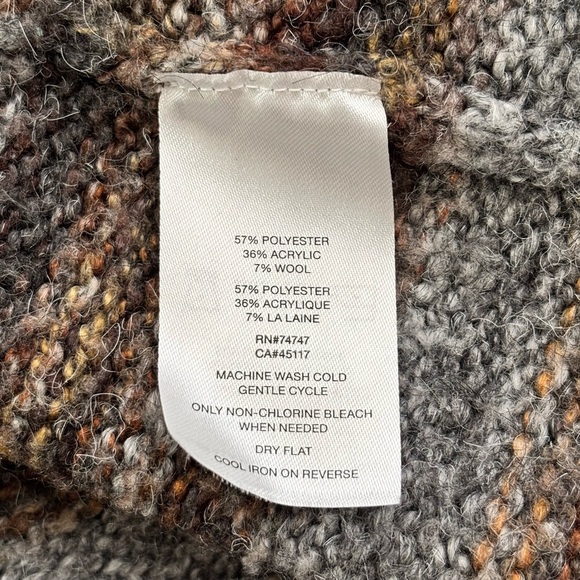 57% POLYESTER
36% ACRYLIC
7% WOOL
57% POLYESTER
36% ACRYLIQUE
7% LA LAINE
RN#74747
CA#45117
MACHINE WASH COLD
GENTLE CYCLE
ONLY NON-CHLORINE BLEACH
WHEN NEEDED
DRY FLAT
COOL IRON ON REVERSE